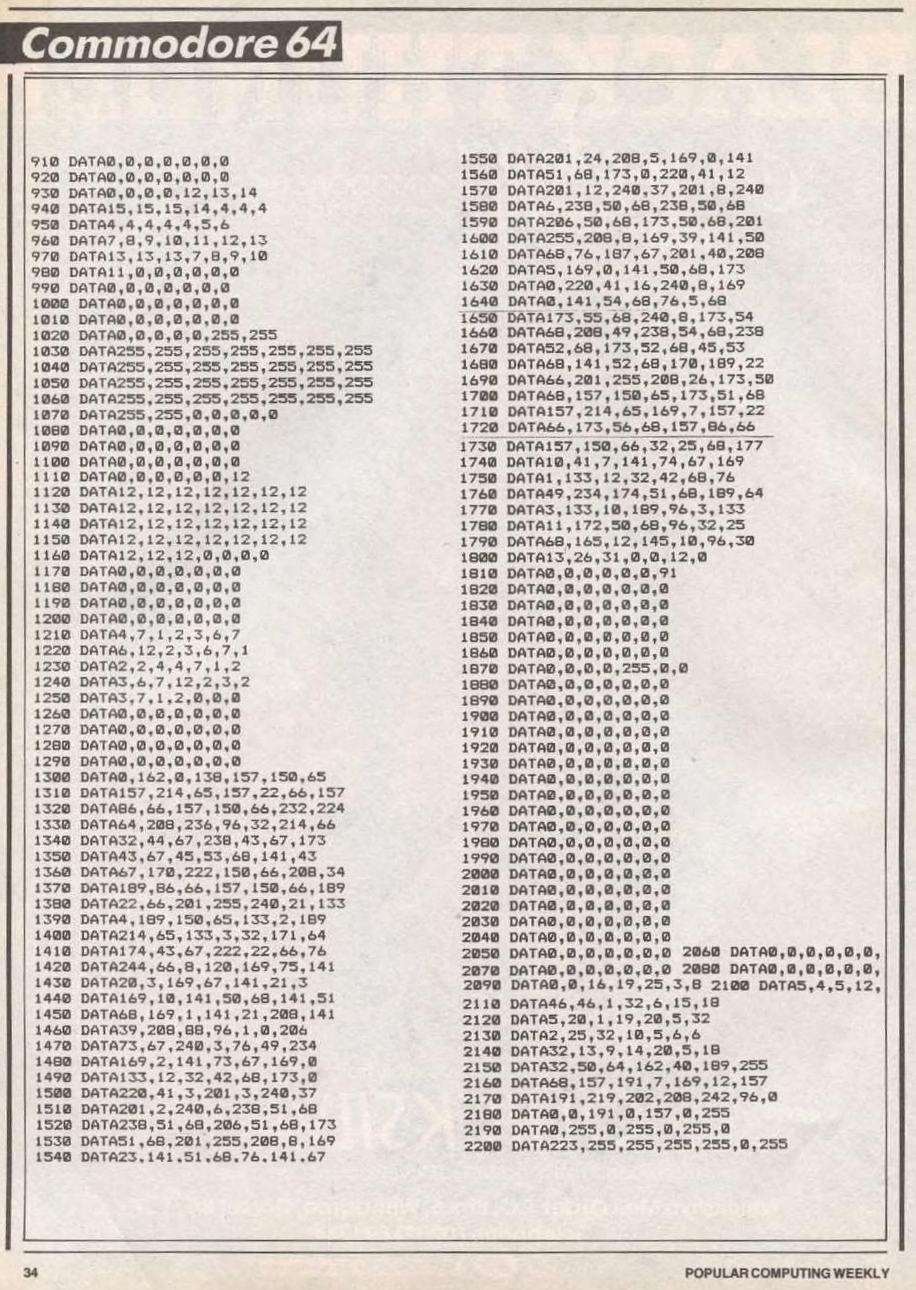 Commodore 64
910 DATA0,0,0,0,0,0,0
920 DATA0,0,0,0,0,0,0
930 DATA0,0,0,0,12,13,14
940 DATA15,15,15,14,4,4,4
950 DATA4,4,4,4,4,5,6
960 DATA7,8,9,10,11,12,13
970 DATA13,13,13,7,8,9,10
980 DATA11,0,0,0,0,0,0
990 DATA0,0,0,0,0,0,0
1000 DATA0,0,0,0,0,0,0
1010 DATA0,0,0,0,0,0,0
1020 DATA0,0,0,0,0,255,255
1030 DATA255,255,255,255,255,255,255
1040 DATA255,255,255,255,255,255,255
1050 DATA255,255,255,255,255,255,255
1060 DATA255,255,255,255,255,255,255
1070 DATA255,255,0,0,0,0,0
1080 DATA0,0,0,0,0,0,0
1090 DATA0,0,0,0,0,0,0
1100 DATA0,0,0,0,0,0,0
1110 DATA0,0,0,0,0,0,12
1120 DATA12,12,12,12,12,12,12
1130 DATA12,12,12,12,12,12,12
1140 DATA12,12,12,12,12,12,12
1150 DATA12,12,12,12,12,12,12
1160 DATA12,12,12,0,0,0,0
1170 DATA0,0,0,0,0,0,0
1180 DATA0,0,0,0,0,0,0
1190 DATA0,0,0,0,0,0,0
1200 DATA0,0,0,0,0,0,0
1210 DATA4,7,1,2,3,6,7
1220 DATA6,12,2,3,6,7,1
1230 DATA2,2,4,4,7,1,2
1240 DATA3,6,7,12,2,3,2
1250 DATA3,7,1,2,0,0,0
1260 DATA0,0,0,0,0,0,0
1270 DATA0,0,0,0,0,0,0
1280 DATA0,0,0,0,0,0,0
1290 DATA0,0,0,0,0,0,0
1300 DATA0,162,0,138,157,150,65
1310 DATA157,214,65,157,22,66,157
1320 DATA86,66,157,150,66,232,224
1330 DATA64,208,236,96,32,214,66
1340 DATA32,44,67,238,43,67,173
1350 DATA43,67,45,53,68,141,43
1360 DATA67,170,222,150,66,208,34
1370 DATA189,86,66,157,150,66,189
1380 DATA22,66,201,255,240,21,133
1390 DATA4,189,150,65,133,2,189
1400 DATA214,65,133,3,32,171,64
1410 DATA174,43,67,222,22,66,76
1420 DATA244,66,8,120,169,75,141
1430 DATA20,3,169,67,141,21,3
1440 DATA169,10,141,50,68,141,51
1450 DATA68,169,1,141,21,208,141
1460 DATA39,208,88,96,1,0,206
1470 DATA73,67,240,3,76,49,234
1480 DATA169,2,141,73,67,169,0
1490 DATA133,12,32,42,68,173,0
1500 DATA220,41,3,201,3,240,37
1510 DATA201,2,240,6,238,51,68
1520 DATA238,51,68,206,51,68,173
1530 DATA51,68,201,255,208,8,169
1540 DATA23,141,51,68,76,141,67
1550 DATA201,24,208,5,169,0,141
1560 DATA51,68,173,0,220,41,12
1570 DATA201,12,240,37,201,8,240
1580 DATA6,238,50,68,238,50,68
1590 DATA206,50,68,173,50,68,201
1600 DATA255,208,8,169,39,141,50
1610 DATA68,76,187,67,201,40,208
1620 DATA5,169,0,141,50,68,173
1630 DATA0,220,41,16,240,8,169
1640 DATA0,141,54,68,76,5,68
1650 DATA173,55,68,240,8,173,54
1660 DATA68,208,49,238,54,68,238
1670 DATA52,68,173,52,68,45,53
1680 DATA68,141,52,68,170,189,22
1690 DATA66,201,255,208,26,173,50
1700 DATA68,157,150,65,173,51,68
1710 DATA157,214,65,169,7,157,22
1720 DATA66,173,56,68,157,86,66
1730 DATA157,150,66,32,25,68,177
1740 DATA10,41,7,141,74,67,169
1750 DATA1,133,12,32,42,68,76
1760 DATA49,234,174,51,68,189,64
1770 DATA3,133,10,189,96,3,133
1780 DATA11,172,50,68,96,32,25
1790 DATA68,165,12,145,10,96,30
1800 DATA13,26,31,0,0,12,0
1810 DATA0,0,0,0,0,0,91
1820 DATA0,0,0,0,0,0,0
1830 DATA0,0,0,0,0,0,0
1840 DATA0,0,0,0,0,0,0
1850 DATA0,0,0,0,0,0,0
1860 DATA0,0,0,0,0,0,0
1870 DATA0,0,0,0,255,0,0
1880 DATA0,0,0,0,0,0,0
1890 DATA0,0,0,0,0,0,0
1900 DATA0,0,0,0,0,0,0
1910 DATA0,0,0,0,0,0,0
1920 DATA0,0,0,0,0,0,0
1930 DATA0,0,0,0,0,0,0
1940 DATA0,0,0,0,0,0,0
1950 DATA0,0,0,0,0,0,0
1960 DATA0,0,0,0,0,0,0
1970 DATA0,0,0,0,0,0,0
1980 DATA0,0,0,0,0,0,0
1990 DATA0,0,0,0,0,0,0
2000 DATA0,0,0,0,0,0,0
2010 DATA0,0,0,0,0,0,0
2020 DATA0,0,0,0,0,0,0
2030 DATA0,0,0,0,0,0,0
2040 DATA0,0,0,0,0,0,0
2050 DATA0,0,0,0,0,0,0 2060 DATA0,0,0,0,0,0,
2070 DATA0,0,0,0,0,0,0 2080 DATA0,0,0,0,0,0,
2090 DATA0,0,16,19,25,3,8 2100 DATA5,4,5,12,
2110 DATA46,46,1,32,6,15,18
2120 DATA5,20,1,19,20,5,32
2130 DATA2,25,32,10,5,6,6
2140 DATA32,13,9,14,20,5,18
2150 DATA32,50,64,162,40,189,255
2160 DATA68,157,191,7,169,12,157
2170 DATA191,219,202,208,242,96,0
2180 DATA0,0,191,0,157,0,255
2190 DATA0,255,0,255,0,255,0
2200 DATA223,255,255,255,255,0,255
34
POPULAR COMPUTING WEEKLY